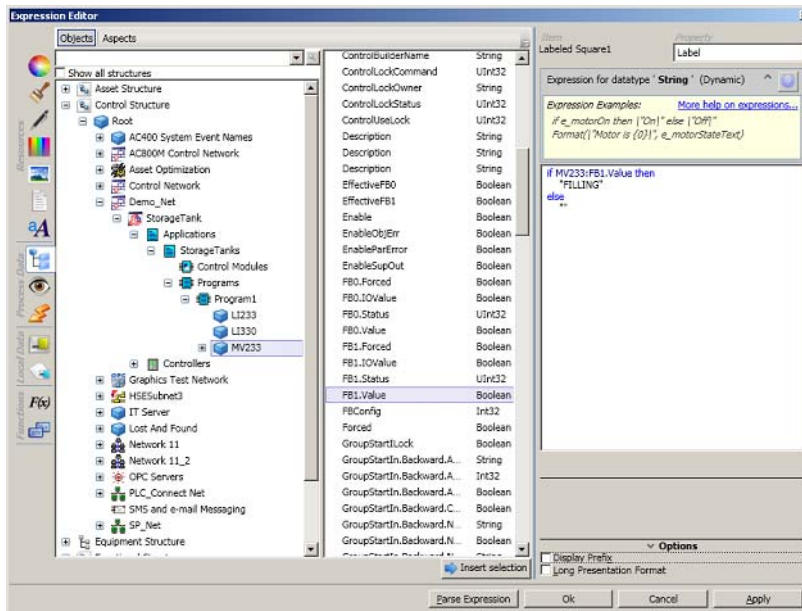 Expression Editor
Objects Aspects
Show all structures
Asset Structure
Control Structure
Root
AC400 System Event Names
AC800M Control Network
Asset Optimization
Control Network
Demo_Net
StorageTank
Applications
StorageTanks
Control Modules
Programs
Program1
LI233
LI330
MV233
Controllers
Graphics Test Network
HSESubnet3
IT Server
Lost And Found
Network 11
Network 11_2
OPC Servers
PLC_Connect Net
SMS and e-mail Messaging
SP_Net
Equipment Structure
Resources
Process Data
Local Data
Functions
F(x)
ControlBuilderName String
ControlLockCommand UInt32
ControlLockOwner String
ControlLockStatus UInt32
ControlUseLock UInt32
Description String
Description String
Description String
EffectiveFB0 Boolean
EffectiveFB1 Boolean
Enable Boolean
EnableObjErr Boolean
EnableParError Boolean
EnableSupOut Boolean
FB0.Forced Boolean
FB0.IOValue Boolean
FB0.Status UInt32
FB0.Value Boolean
FB1.Forced Boolean
FB1.IOValue Boolean
FB1.Status UInt32
FB1.Value Boolean
FBConfig Int32
Forced Boolean
GroupStartILock Boolean
GroupStartIn.Backward.A... String
GroupStartIn.Backward.A... Int32
GroupStartIn.Backward.A... Boolean
GroupStartIn.Backward.C... Boolean
GroupStartIn.Backward.N... String
GroupStartIn.Backward.N... Boolean
Insert selection
Item Property
Labeled Square1 Label
Expression for datatype ' String ' (Dynamic)
Expression Examples: More help on expressions...
if e_motorOn then |"On|" else |"Off|"
Format(|"Motor is {0}|", e_motorStateText)
if MV233:FB1.Value then
"FILLING"
else
""
Options
Display Prefix
Long Presentation Format
Parse Expression Ok Cancel Apply